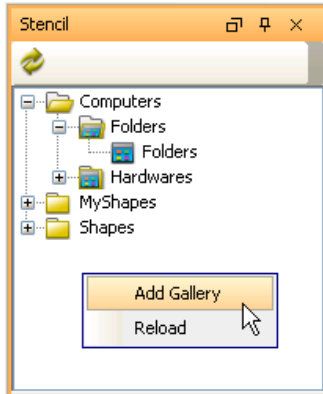 Stencil
Computers
Folders
Folders
Hardwares
MyShapes
Shapes
Add Gallery
Reload